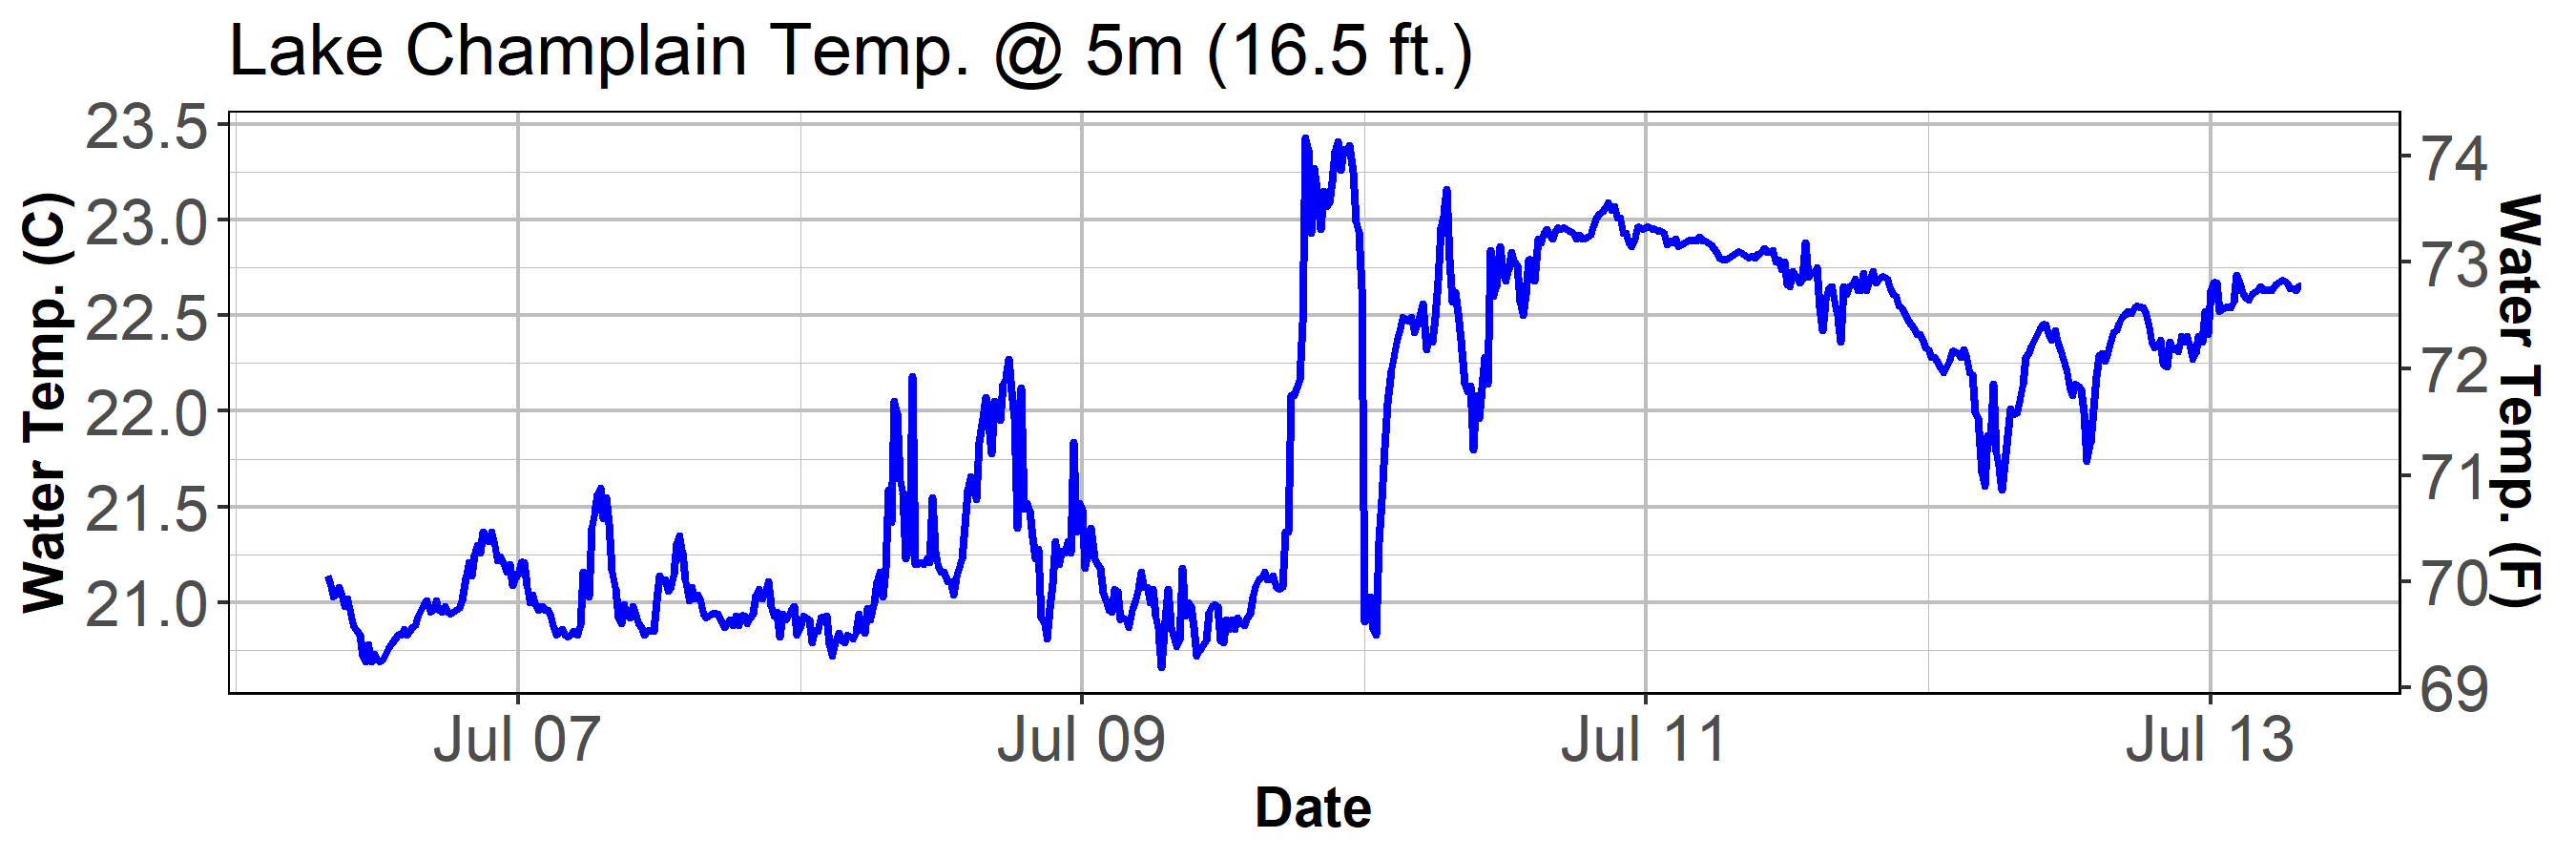 Lake Champlain Temp. @ 5m (16.5 ft.)
Water Temp. (C)
23.5
23.0
22.5
22.0
21.5
21.0
74
73
72
71
70
69
Water Temp. (F)
Jul 07
Jul 09
Jul 11
Jul 13
Date